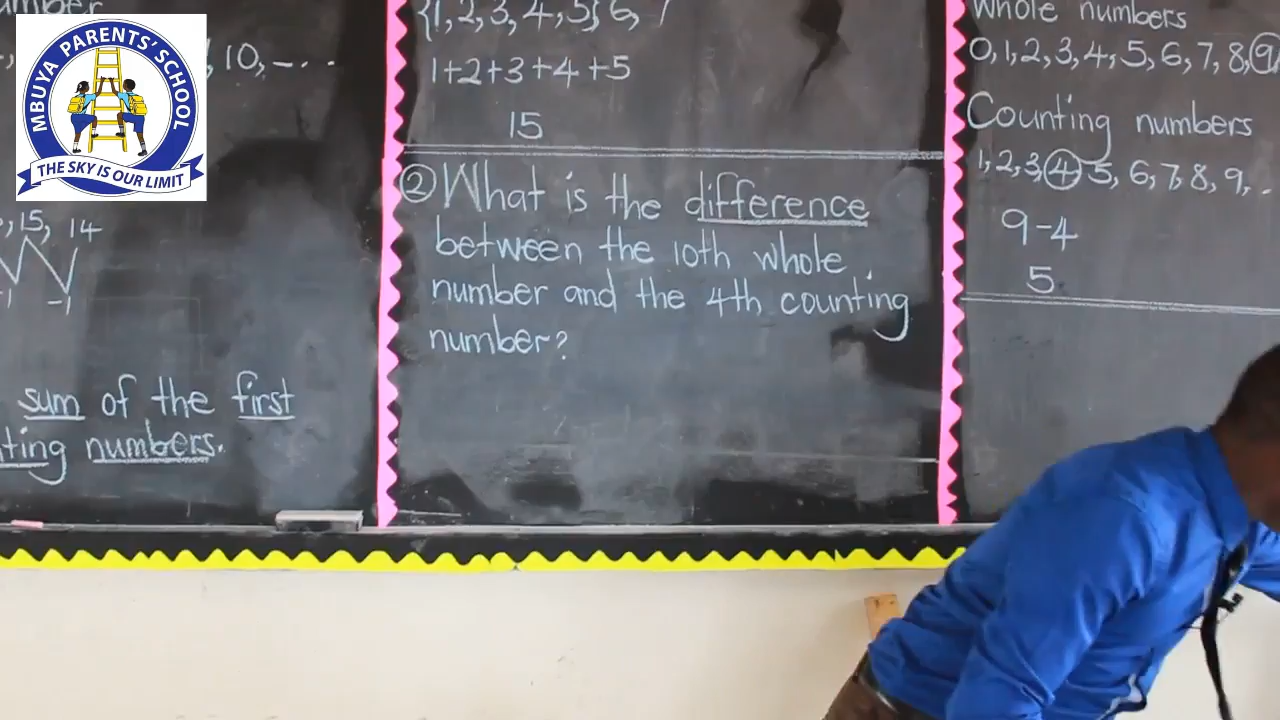 MBUYA PARENTS' SCHOOL
THE SKY IS OUR LIMIT
umber
, 10, - . . .
, 15, 14
-1 -1
sum of the first
ting numbers.
{1, 2, 3, 4, 5} 6, 7
1+2+3+4+5
15
② What is the difference
between the 10th whole
number and the 4th counting
number?
Whole numbers
0, 1, 2, 3, 4, 5, 6, 7, 8, 9
Counting numbers
1, 2, 3, 4, 5, 6, 7, 8, 9, .
9-4
5